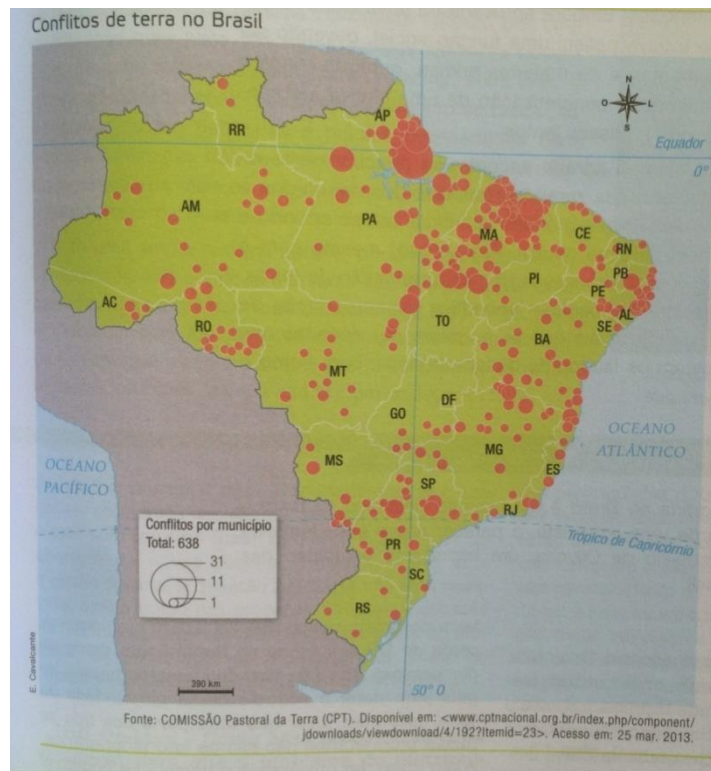 Conflitos de terra no Brasil
N
O
L
S
Equador
0°
RR
AP
AM
PA
MA
CE
RN
PB
PE
AL
SE
PI
AC
RO
TO
BA
MT
DF
GO
MG
ES
MS
SP
RJ
PR
SC
RS
OCEANO
ATLÂNTICO
OCEANO
PACÍFICO
Trópico de Capricórnio
Conflitos por município
Total: 638
31
11
1
390 km
50° O
E. Cavalcante
Fonte: COMISSÃO Pastoral da Terra (CPT). Disponível em: <www.cptnacional.org.br/index.php/component/
jdownloads/viewdownload/4/192?Itemid=23>. Acesso em: 25 mar. 2013.